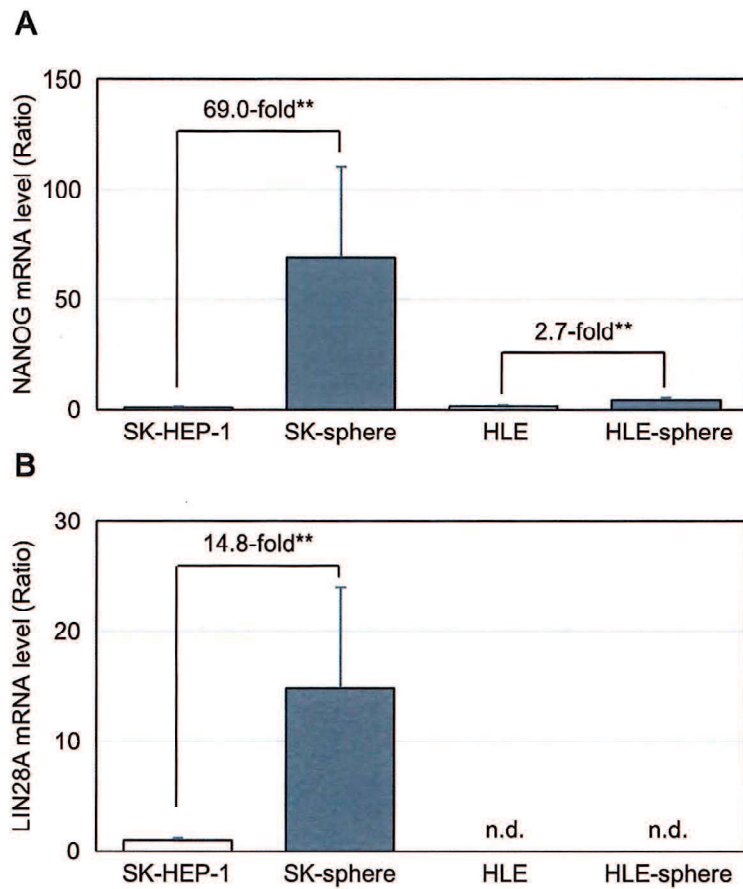 A
NANOG mRNA level (Ratio)
150
100
50
0
69.0-fold**
2.7-fold**
SK-HEP-1 SK-sphere HLE HLE-sphere
B
LIN28A mRNA level (Ratio)
30
20
10
0
14.8-fold**
n.d. n.d.
SK-HEP-1 SK-sphere HLE HLE-sphere